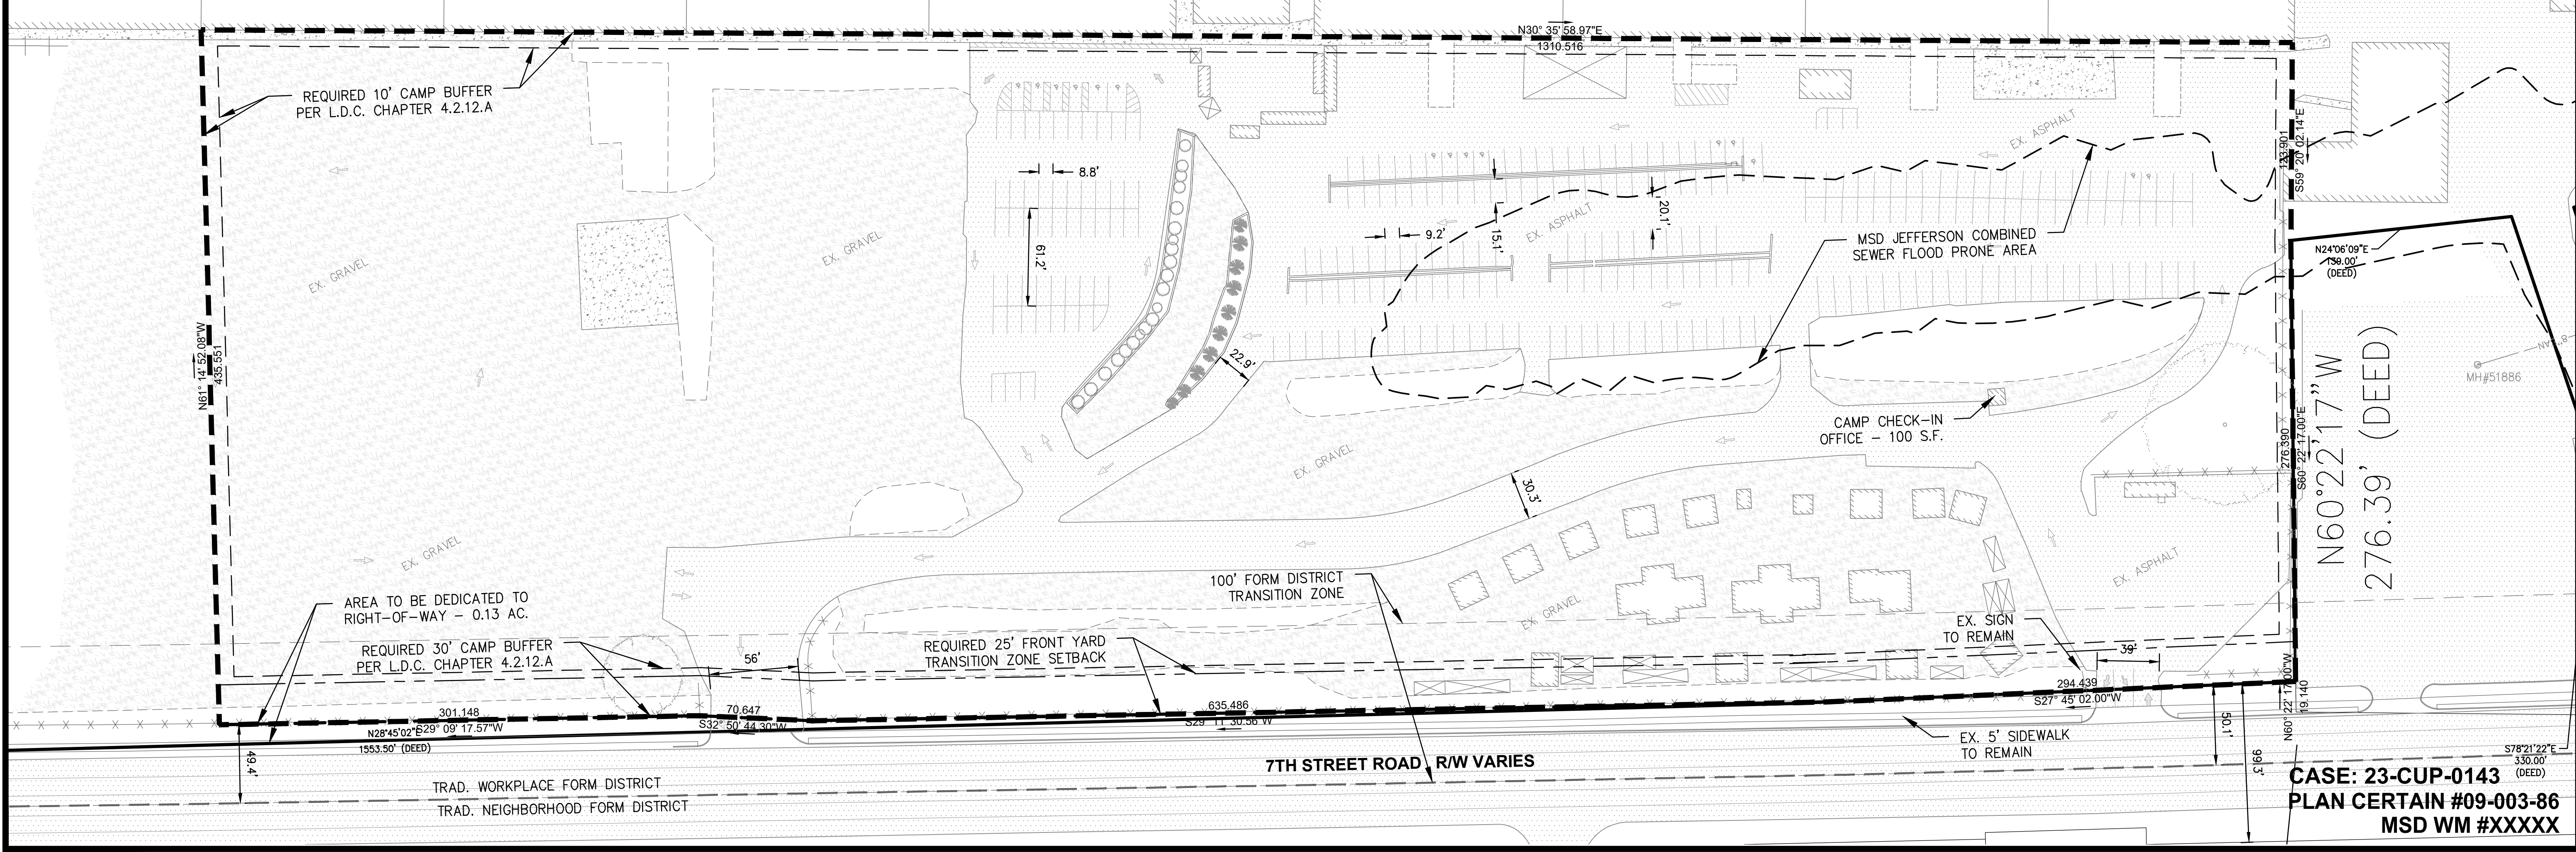 N30° 35' 58.97"E
1310.516
REQUIRED 10' CAMP BUFFER
PER L.D.C. CHAPTER 4.2.12.A
8.8'
61.2'
EX. GRAVEL
EX. GRAVEL
EX. ASPHALT
EX. ASPHALT
20.1'
15.1'
9.2'
22.9'
MSD JEFFERSON COMBINED
SEWER FLOOD PRONE AREA
123.901
S59° 20' 02.14"E
N24°06'09"E
139.00'
(DEED)
MH#51886
N61° 14' 52.08"W
435.551
CAMP CHECK-IN
OFFICE - 100 S.F.
276.390
S60° 22' 17.00"E
N60°22'17"W
276.39' (DEED)
EX. GRAVEL
30.3'
EX. GRAVEL
EX. ASPHALT
100' FORM DISTRICT
TRANSITION ZONE
EX. GRAVEL
AREA TO BE DEDICATED TO
RIGHT-OF-WAY - 0.13 AC.
REQUIRED 30' CAMP BUFFER
PER L.D.C. CHAPTER 4.2.12.A
56'
REQUIRED 25' FRONT YARD
TRANSITION ZONE SETBACK
EX. SIGN
TO REMAIN
39'
301.148
S29° 09' 17.57"W
70.647
S32° 50' 44.30"W
635.486
S29° 11' 30.56"W
294.439
S27° 45' 02.00"W
N60° 22' 17.00"W
19.140
N28°45'02"E
1553.50' (DEED)
49.4'
50.1'
99.3'
EX. 5' SIDEWALK
TO REMAIN
7TH STREET ROAD R/W VARIES
TRAD. WORKPLACE FORM DISTRICT
TRAD. NEIGHBORHOOD FORM DISTRICT
S78°21'22"E
330.00'
(DEED)
CASE: 23-CUP-0143
PLAN CERTAIN #09-003-86
MSD WM #XXXXX